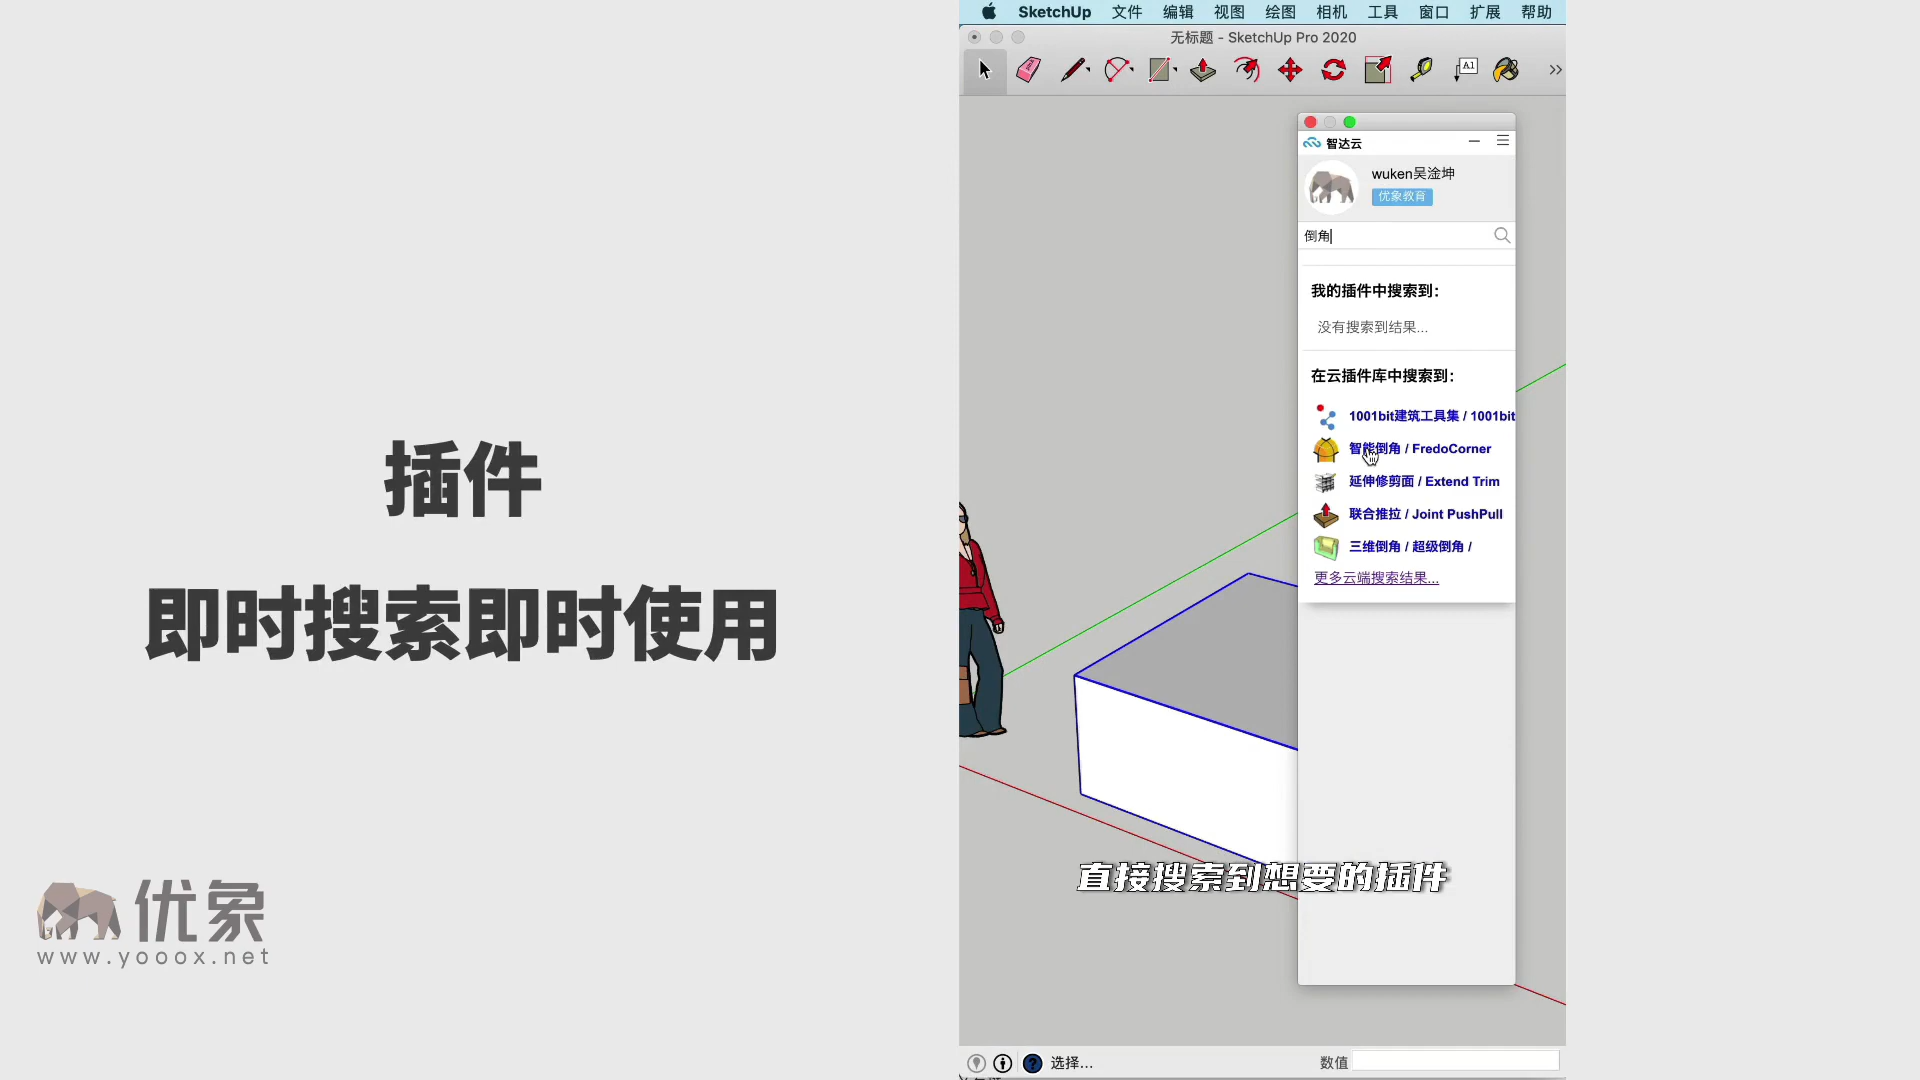 插件
即时搜索即时使用
优象
www.yooox.net
SketchUp 文件 编辑 视图 绘图 相机 工具 窗口 扩展 帮助
无标题 - SketchUp Pro 2020
A1
智达云
wuken吴淦坤
优象教育
倒角
我的插件中搜索到：
没有搜索到结果...
在云插件库中搜索到：
1001bit建筑工具集 / 1001bit
智能倒角 / FredoCorner
延伸修剪面 / Extend Trim
联合推拉 / Joint PushPull
三维倒角 / 超级倒角 /
更多云端搜索结果...
直接搜索到想要的插件
选择...
数值